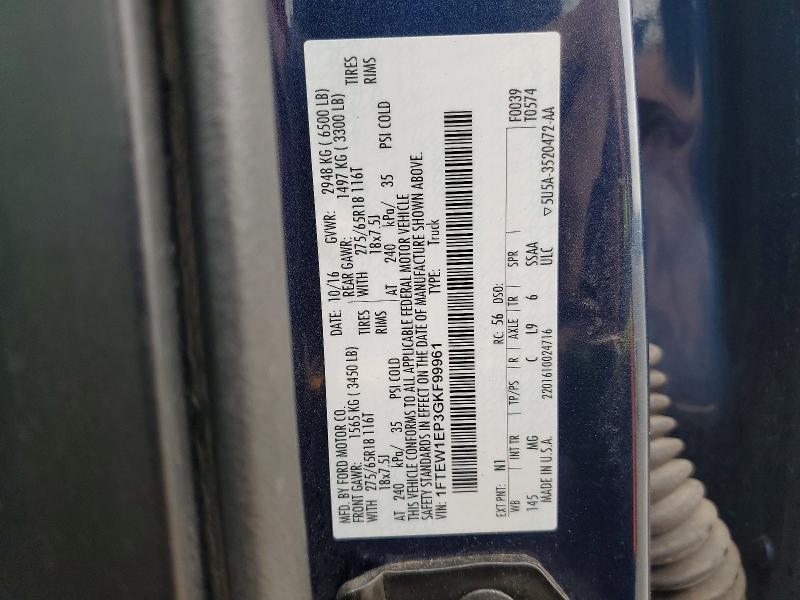 MFD. BY FORD MOTOR CO.
DATE: 10/16 GVWR: 2948 KG ( 6500 LB)
FRONT GAWR: 1565 KG ( 3450 LB) REAR GAWR: 1497 KG ( 3300 LB)
WITH 275/65R18 116T TIRES WITH 275/65R18 116T TIRES
18x7.5J RIMS 18x7.5J RIMS
AT 240 kPa/ 35 PSI COLD AT 240 kPa/ 35 PSI COLD
THIS VEHICLE CONFORMS TO ALL APPLICABLE FEDERAL MOTOR VEHICLE
SAFETY STANDARDS IN EFFECT ON THE DATE OF MANUFACTURE SHOWN ABOVE.
VIN: 1FTEW1EP3GKF99961 TYPE: Truck
F0039
T0574
EXT PNT: N1 RC: 56 DSO:
WB INT TR TP/PS R AXLE TR SPR
145 MG C L9 6 SSAA
ULC
MADE IN U.S.A. 2201610024716
▽5U5A-3520472-AA